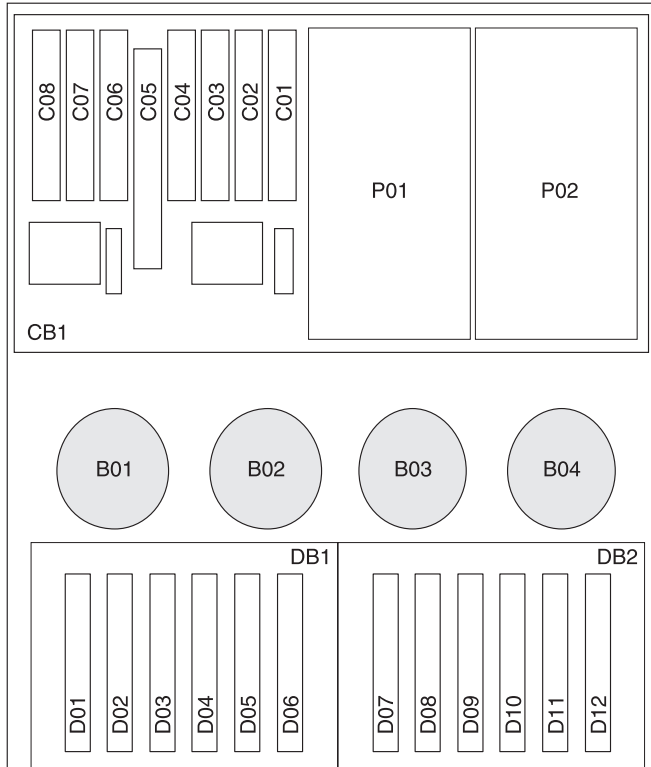 C08 C07 C06 C05 C04 C03 C02 C01
P01 P02
CB1
B01 B02 B03 B04
DB1 DB2
D01 D02 D03 D04 D05 D06 D07 D08 D09 D10 D11 D12